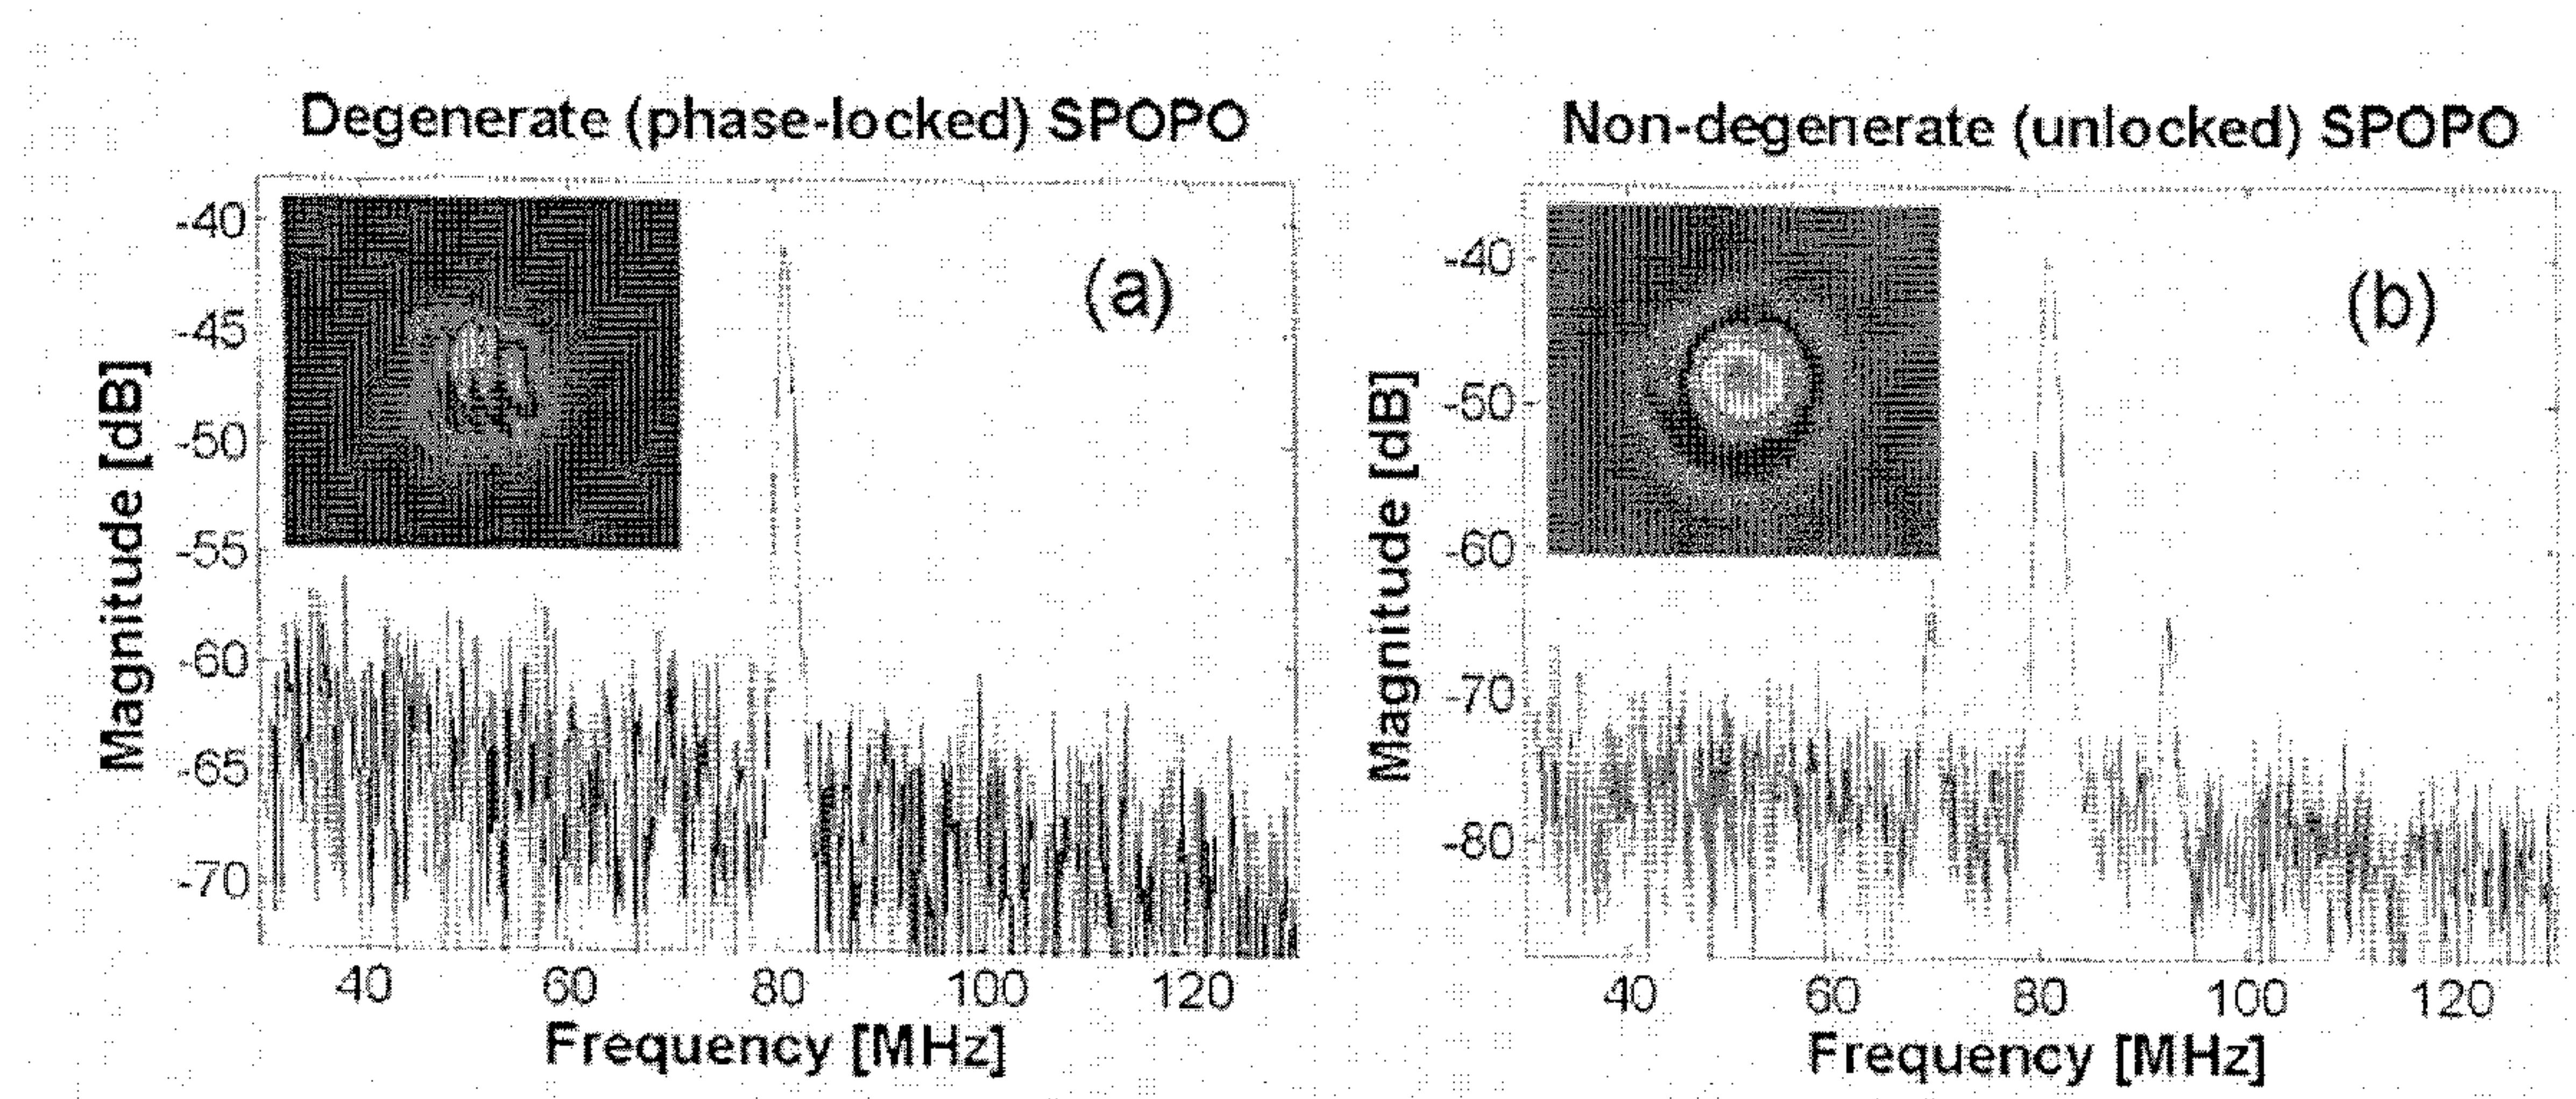 Degenerate (phase-locked) SPOPO
(a)
-40
-45
-50
-55
-60
-65
-70
Magnitude [dB]
40 60 80 100 120
Frequency [MHz]
Non-degenerate (unlocked) SPOPO
(b)
-40
-50
-60
-70
-80
Magnitude [dB]
40 60 80 100 120
Frequency [MHz]